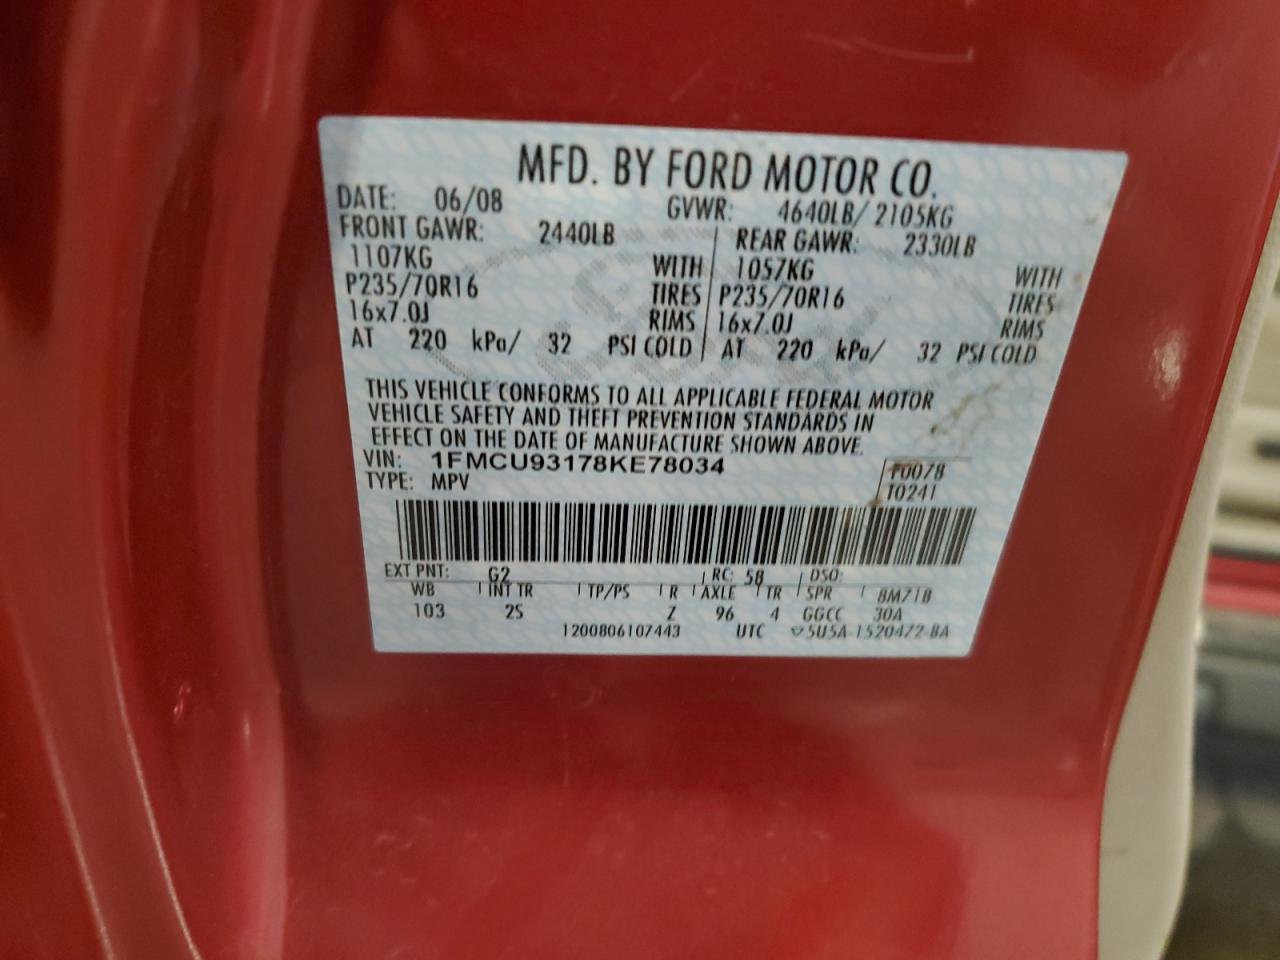 MFD. BY FORD MOTOR CO.
DATE: 06/08 GVWR: 4640LB/ 2105KG
FRONT GAWR: 2440LB REAR GAWR: 2330LB
1107KG WITH 1057KG WITH
P235/70R16 TIRES P235/70R16 TIRES
16x7.0J RIMS 16x7.0J RIMS
AT 220 kPa/ 32 PSI COLD AT 220 kPa/ 32 PSI COLD
THIS VEHICLE CONFORMS TO ALL APPLICABLE FEDERAL MOTOR
VEHICLE SAFETY AND THEFT PREVENTION STANDARDS IN
EFFECT ON THE DATE OF MANUFACTURE SHOWN ABOVE.
VIN: 1FMCU93178KE78034 F0078
TYPE: MPV T0241
EXT PNT: G2 RC: 58 DSO:
WB INT TR TP/PS R AXLE TR SPR 8M71B
103 2S Z 96 4 GGCC 30A
1200806107443 UTC 5U5A-1520472-BA